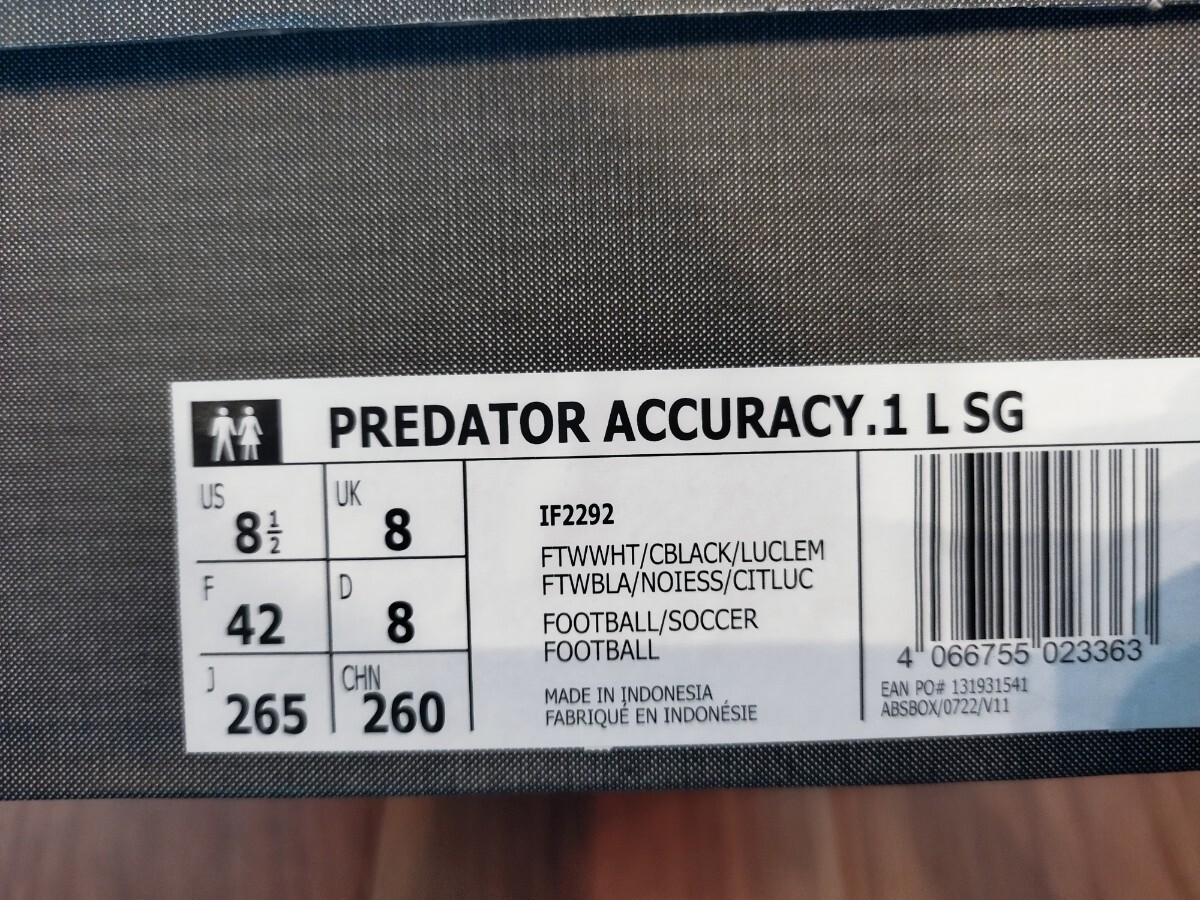 PREDATOR ACCURACY.1 L SG
US 8½ UK 8
F 42 D 8
J 265 CHN 260
IF2292
FTWWHT/CBLACK/LUCLEM
FTWBLA/NOIESS/CITLUC
FOOTBALL/SOCCER
FOOTBALL
MADE IN INDONESIA
FABRIQUÉ EN INDONÉSIE
4 066755 023363
EAN PO# 131931541
ABSBOX/0722/V11